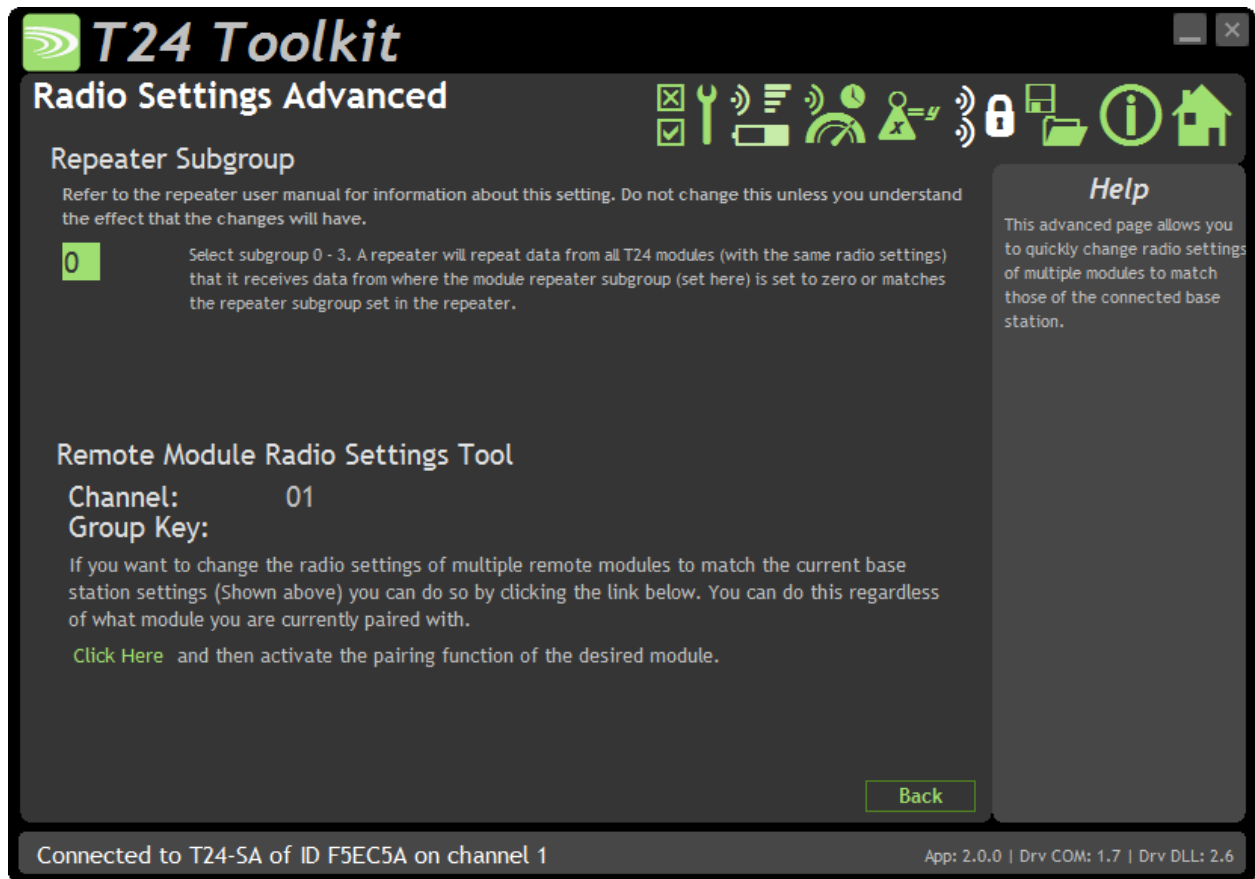 T24 Toolkit
Radio Settings Advanced
x=y
Repeater Subgroup
Refer to the repeater user manual for information about this setting. Do not change this unless you understand
the effect that the changes will have.
0
Select subgroup 0 - 3. A repeater will repeat data from all T24 modules (with the same radio settings)
that it receives data from where the module repeater subgroup (set here) is set to zero or matches
the repeater subgroup set in the repeater.
Remote Module Radio Settings Tool
Channel: 01
Group Key:
If you want to change the radio settings of multiple remote modules to match the current base
station settings (Shown above) you can do so by clicking the link below. You can do this regardless
of what module you are currently paired with.
Click Here and then activate the pairing function of the desired module.
Back
Help
This advanced page allows you
to quickly change radio settings
of multiple modules to match
those of the connected base
station.
Connected to T24-SA of ID F5EC5A on channel 1
App: 2.0.0 | Drv COM: 1.7 | Drv DLL: 2.6